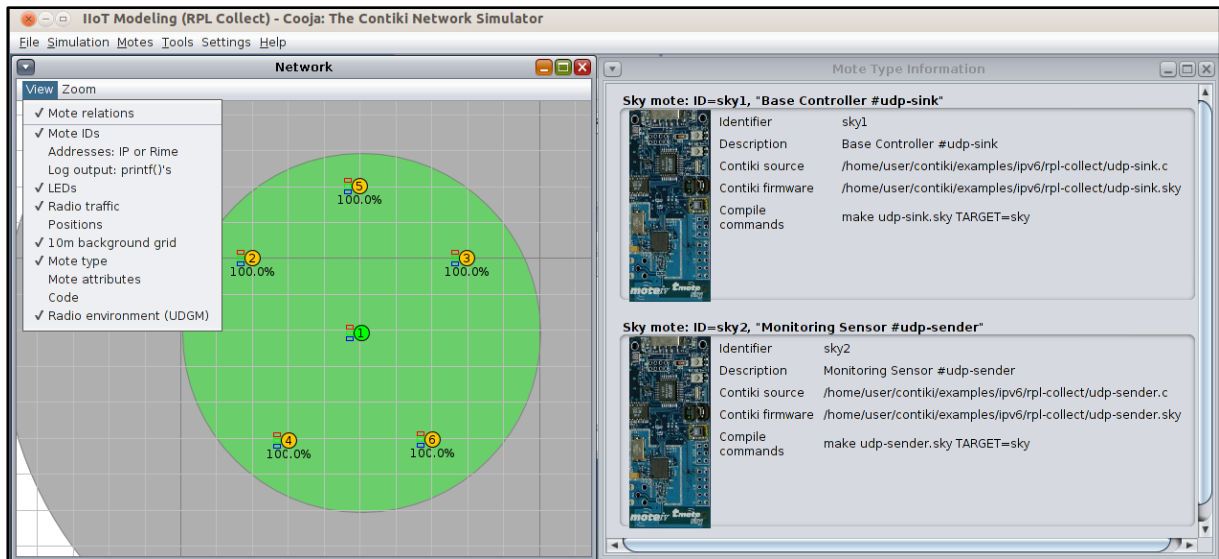 IIoT Modeling (RPL Collect) - Cooja: The Contiki Network Simulator
File Simulation Motes Tools Settings Help
Network
View Zoom
✓ Mote relations
✓ Mote IDs
Addresses: IP or Rime
Log output: printf()'s
✓ LEDs
✓ Radio traffic
Positions
✓ 10m background grid
✓ Mote type
Mote attributes
Code
✓ Radio environment (UDGM)
5
100.0%
2
100.0%
3
100.0%
1
4
100.0%
6
100.0%
Mote Type Information
Sky mote: ID=sky1, "Base Controller #udp-sink"
Identifier sky1
Description Base Controller #udp-sink
Contiki source /home/user/contiki/examples/ipv6/rpl-collect/udp-sink.c
Contiki firmware /home/user/contiki/examples/ipv6/rpl-collect/udp-sink.sky
Compile commands make udp-sink.sky TARGET=sky
moteiv tmote sky
Sky mote: ID=sky2, "Monitoring Sensor #udp-sender"
Identifier sky2
Description Monitoring Sensor #udp-sender
Contiki source /home/user/contiki/examples/ipv6/rpl-collect/udp-sender.c
Contiki firmware /home/user/contiki/examples/ipv6/rpl-collect/udp-sender.sky
Compile commands make udp-sender.sky TARGET=sky
moteiv tmote sky